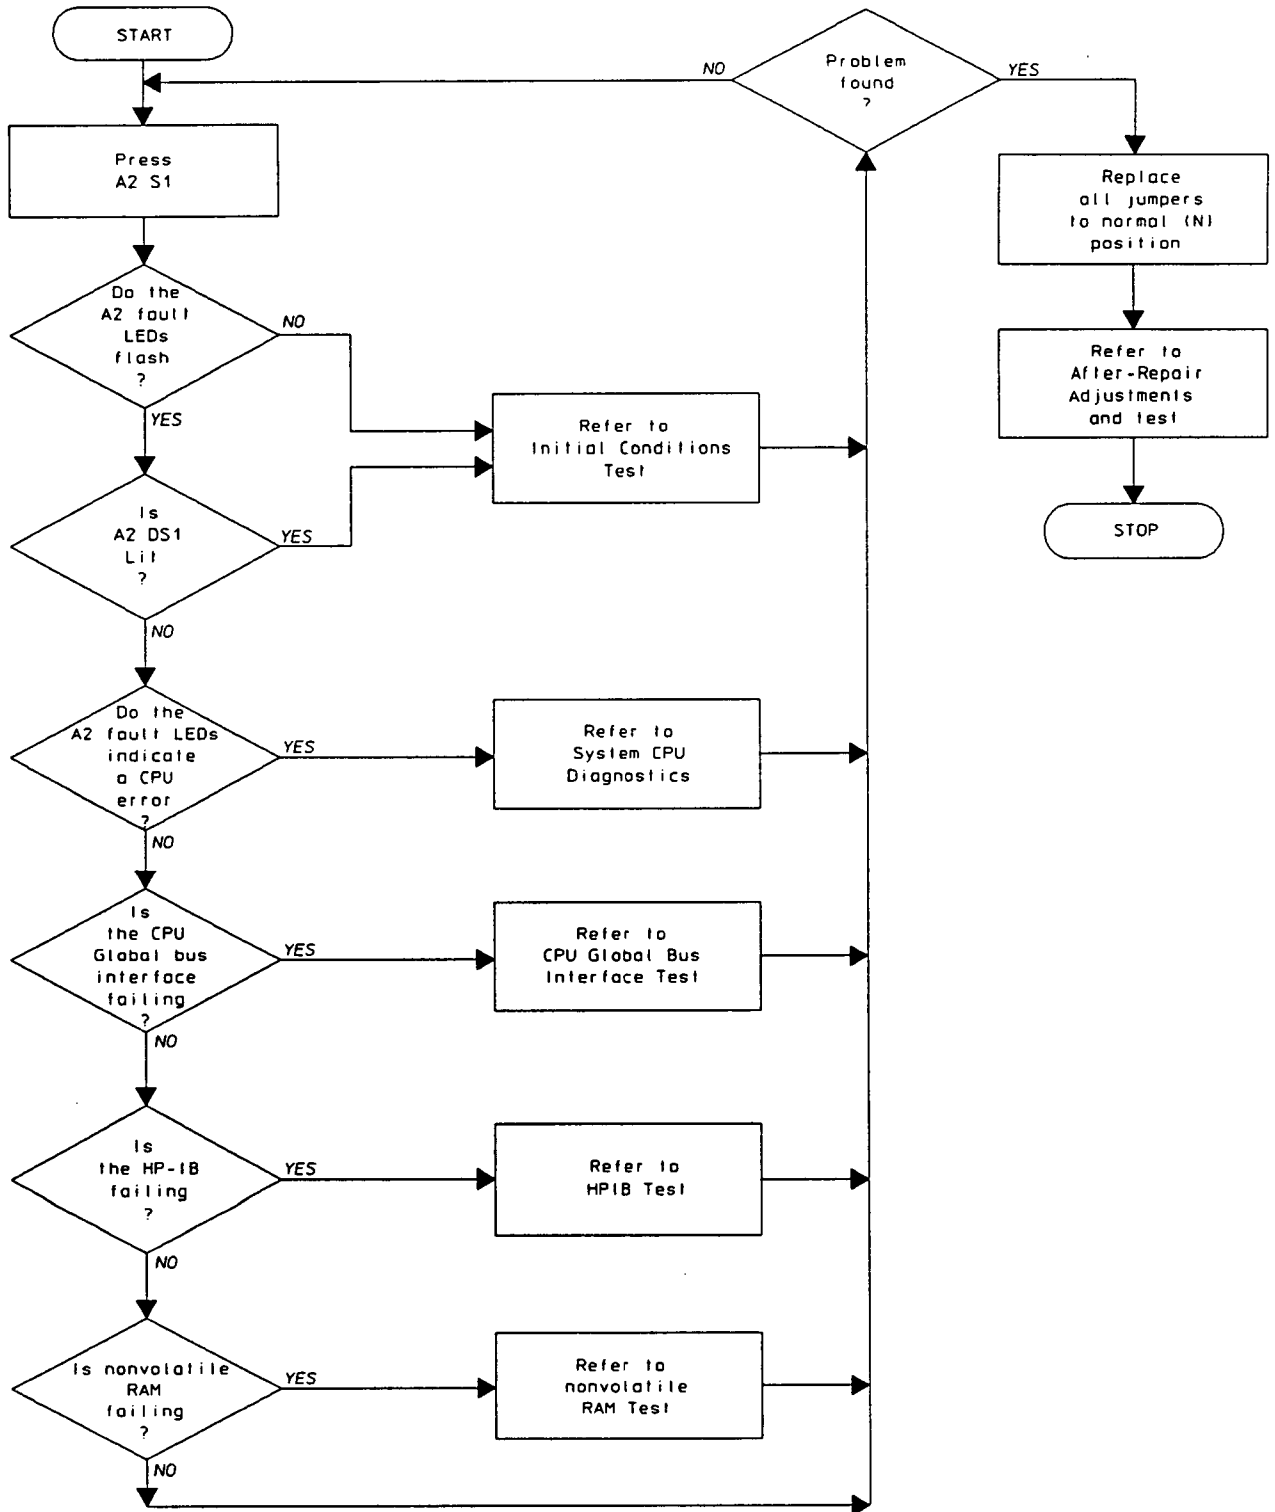 START
Problem
found
?
NO
YES
Press
A2 S1
Replace
all jumpers
to normal (N)
position
Do the
A2 fault
LEDs
flash
?
NO
YES
Refer to
After-Repair
Adjustments
and test
Refer to
Initial Conditions
Test
STOP
Is
A2 DS1
Lit
?
YES
NO
Do the
A2 fault LEDs
indicate
a CPU
error
?
YES
NO
Refer to
System CPU
Diagnostics
Is
the CPU
Global bus
interface
failing
?
YES
NO
Refer to
CPU Global Bus
Interface Test
Is
the HP-IB
failing
?
YES
NO
Refer to
HPIB Test
Is nonvolatile
RAM
failing
?
YES
NO
Refer to
nonvolatile
RAM Test